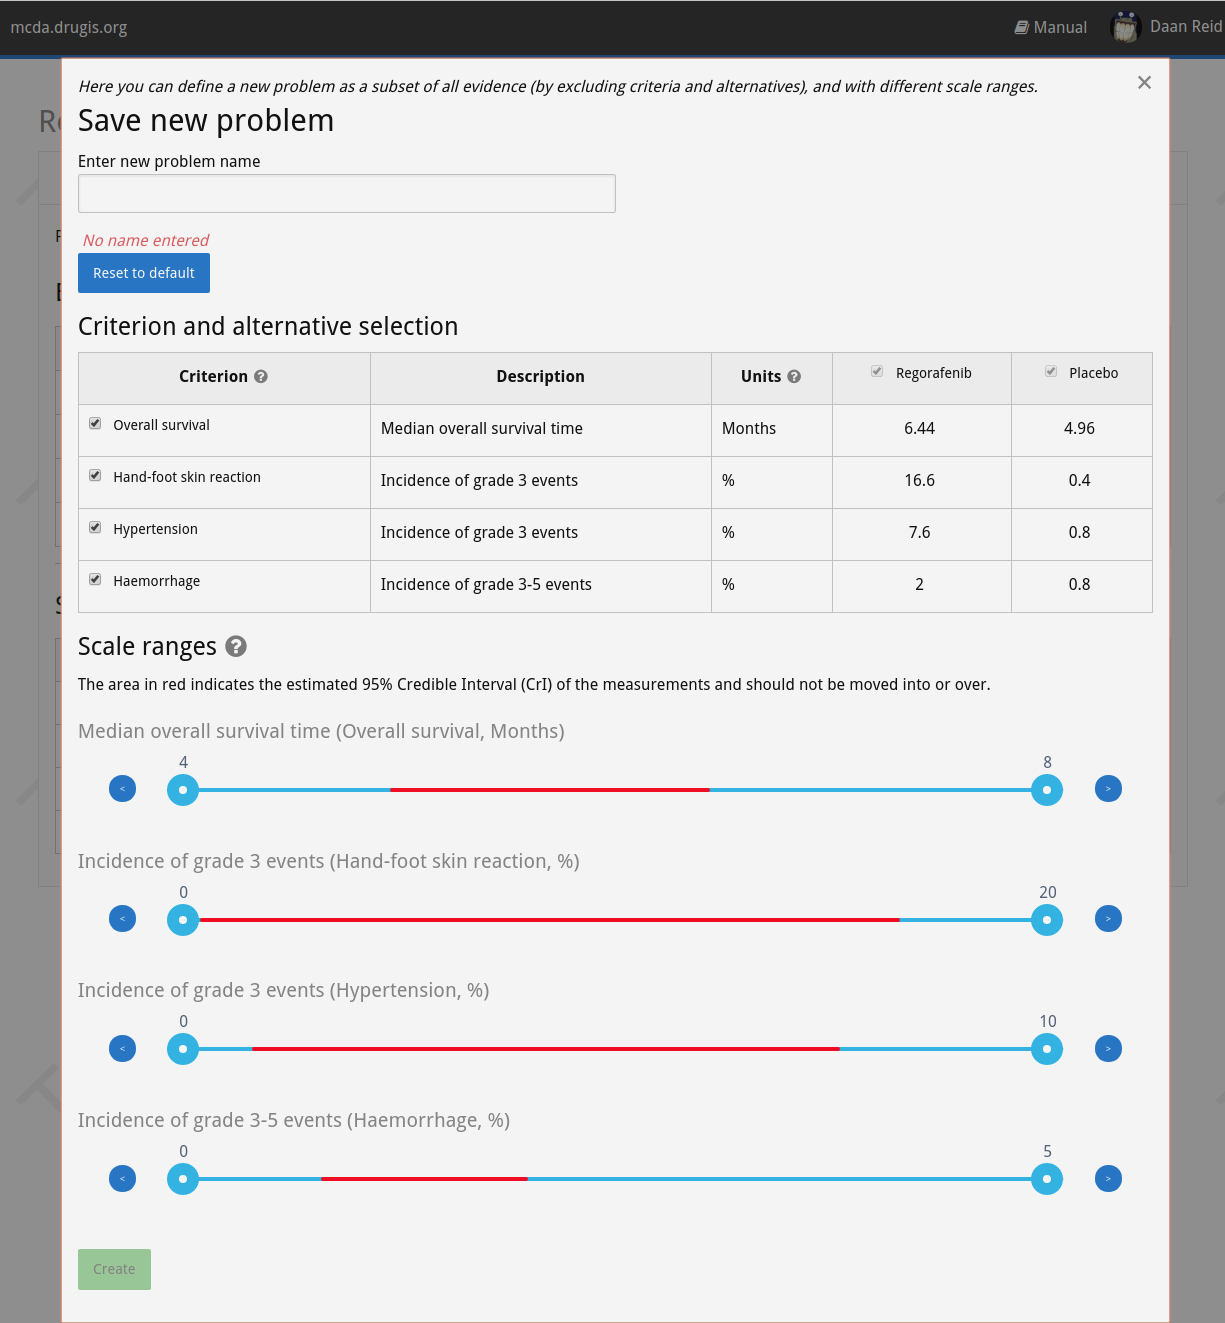 mcda.drugis.org Manual Daan Reid
Here you can define a new problem as a subset of all evidence (by excluding criteria and alternatives), and with different scale ranges. ×
Save new problem
Enter new problem name
No name entered
Reset to default
Criterion and alternative selection
Criterion ? Description Units ? Regorafenib Placebo
Overall survival Median overall survival time Months 6.44 4.96
Hand-foot skin reaction Incidence of grade 3 events % 16.6 0.4
Hypertension Incidence of grade 3 events % 7.6 0.8
Haemorrhage Incidence of grade 3-5 events % 2 0.8
Scale ranges ?
The area in red indicates the estimated 95% Credible Interval (CrI) of the measurements and should not be moved into or over.
Median overall survival time (Overall survival, Months)
4 8
< >
Incidence of grade 3 events (Hand-foot skin reaction, %)
0 20
< >
Incidence of grade 3 events (Hypertension, %)
0 10
< >
Incidence of grade 3-5 events (Haemorrhage, %)
0 5
< >
Create